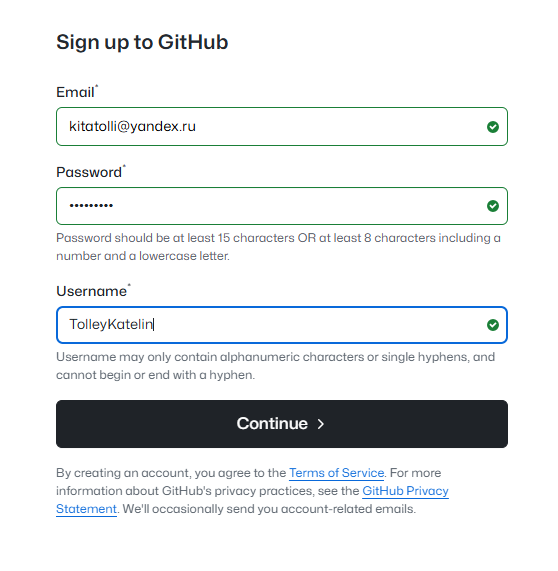 Sign up to GitHub
Email*
kitatolli@yandex.ru
Password*
•••••••••
Password should be at least 15 characters OR at least 8 characters including a
number and a lowercase letter.
Username*
TolleyKatelin
Username may only contain alphanumeric characters or single hyphens, and
cannot begin or end with a hyphen.
Continue >
By creating an account, you agree to the Terms of Service. For more
information about GitHub's privacy practices, see the GitHub Privacy
Statement. We'll occasionally send you account-related emails.